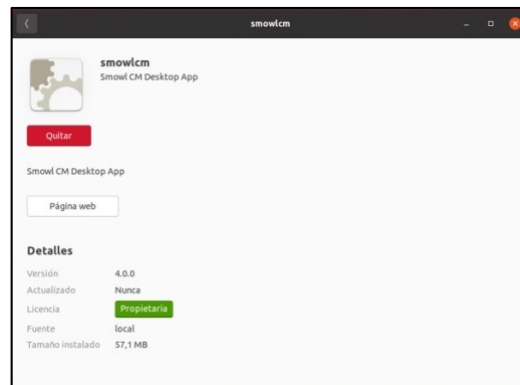 smowlcm
smowlcm
Smowl CM Desktop App
Quitar
Smowl CM Desktop App
Página web
Detalles
Versión 4.0.0
Actualizado Nunca
Licencia Propietaria
Fuente local
Tamaño instalado 57,1 MB